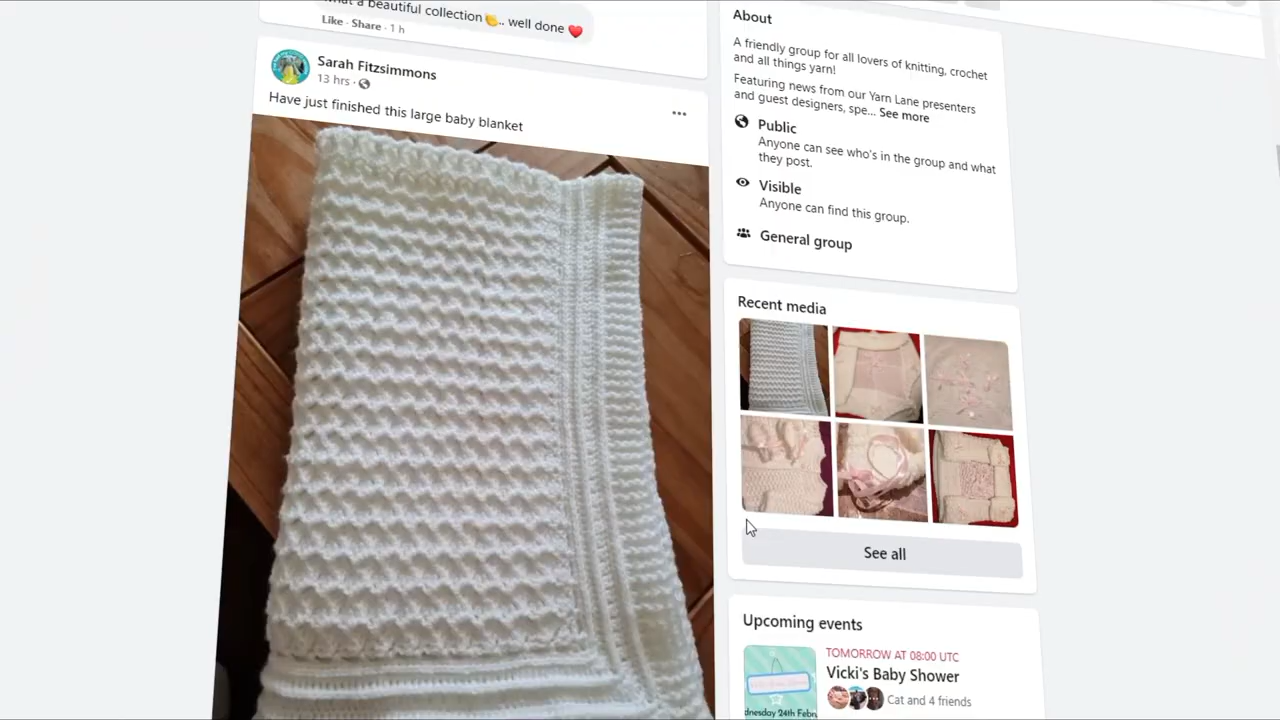 a beautiful collection👏.. well done ❤️
Like · Share · 1 h
Sarah Fitzsimmons
13 hrs ·
Have just finished this large baby blanket
About
A friendly group for all lovers of knitting, crochet
and all things yarn!
Featuring news from our Yarn Lane presenters
and guest designers, spe... See more
Public
Anyone can see who's in the group and what
they post.
Visible
Anyone can find this group.
General group
Recent media
See all
Upcoming events
TOMORROW AT 08:00 UTC
Vicki's Baby Shower
Cat and 4 friends